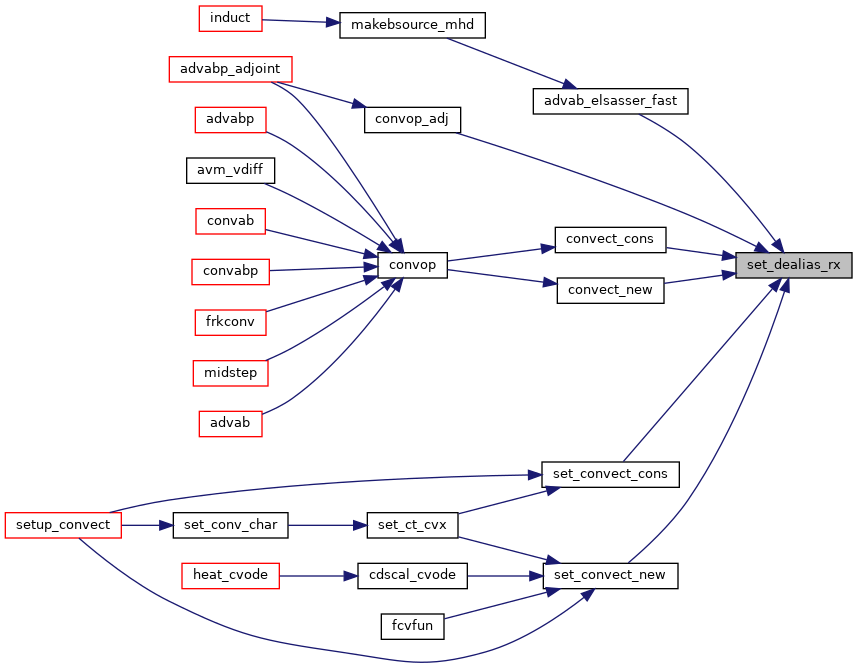 induct
makebsource_mhd
advabp_adjoint
advab_elsasser_fast
advabp
convop_adj
avm_vdiff
convab
convect_cons
convop
set_dealias_rx
convabp
convect_new
frkconv
midstep
advab
set_convect_cons
setup_convect
set_conv_char
set_ct_cvx
heat_cvode
cdscal_cvode
set_convect_new
fcvfun